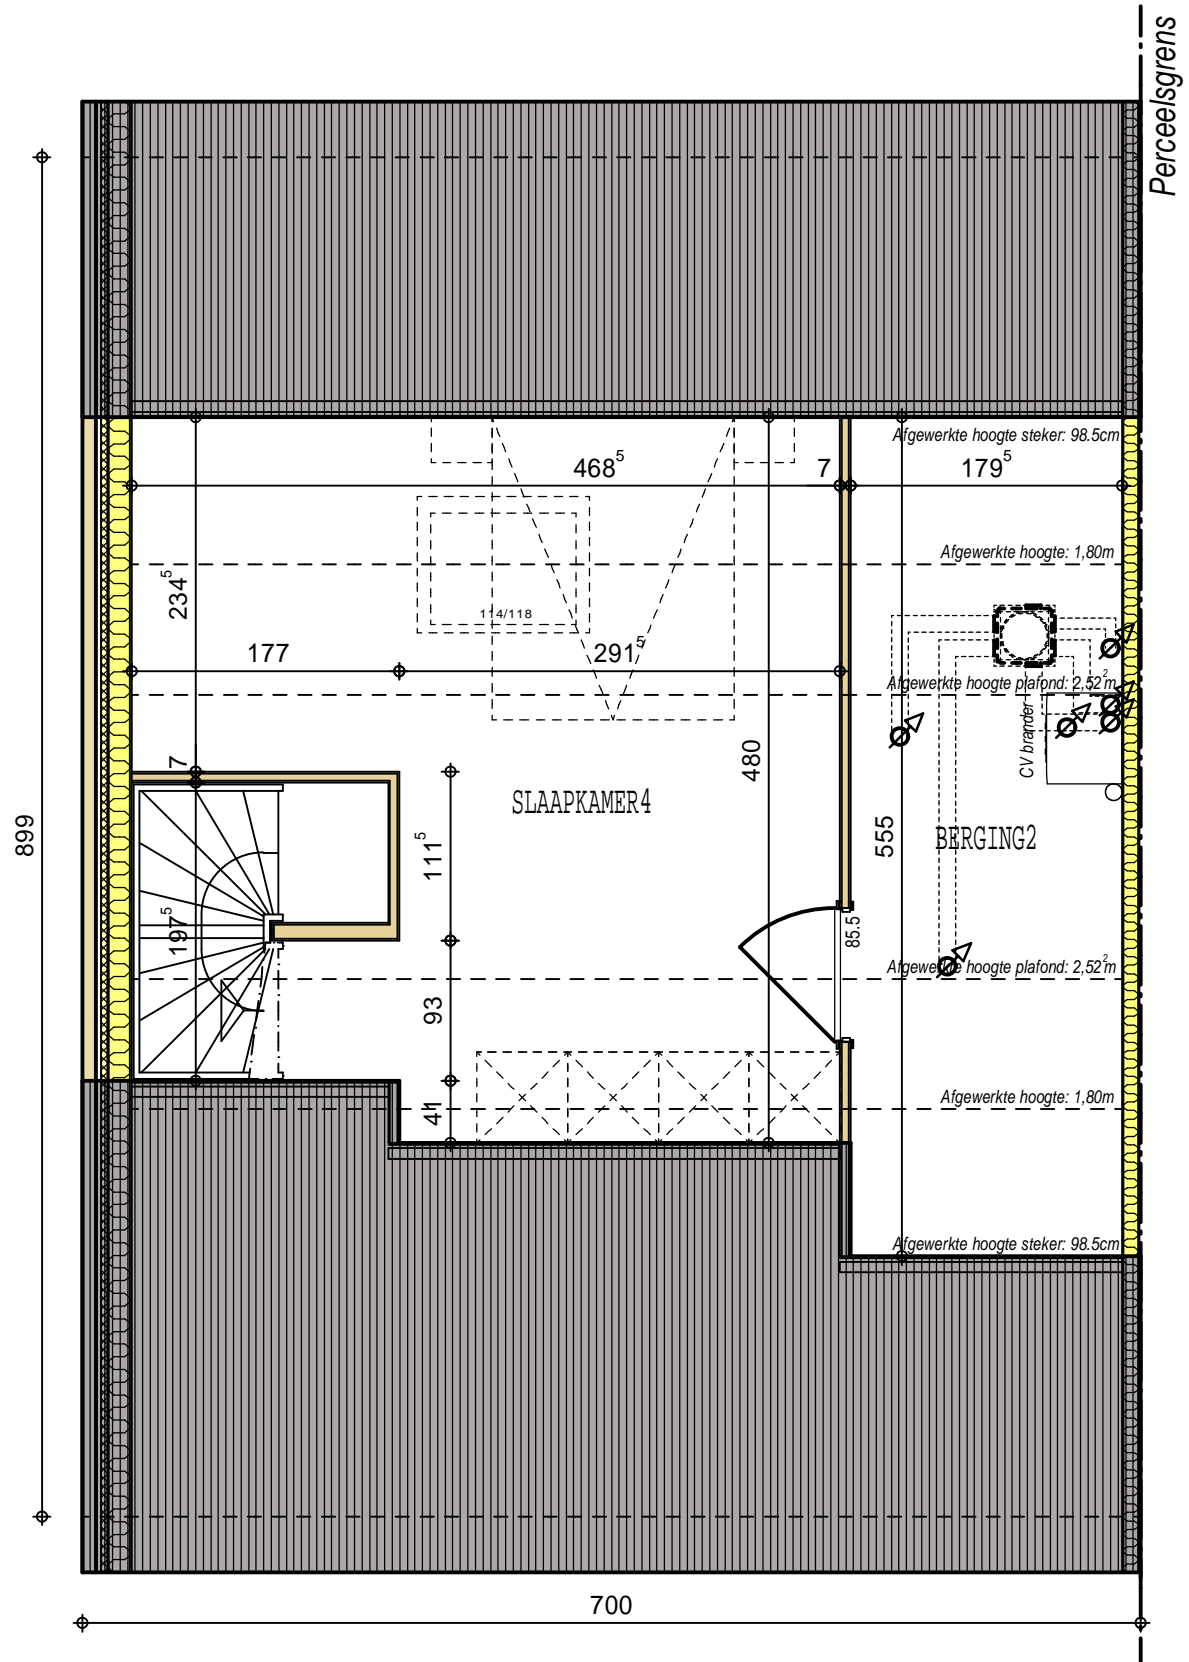 Perceelsgrens
Afgewerkte hoogte steker: 98.5cm
468⁵
7
179⁵
Afgewerkte hoogte: 1,80m
234⁵
114/118
177
291⁵
Afgewerkte hoogte plafond: 2,52²m
CV brander
7
480
SLAAPKAMER4
899
111⁵
555
BERGING2
197⁵
85.5
Afgewerkte hoogte plafond: 2,52²m
93
Afgewerkte hoogte: 1,80m
41
Afgewerkte hoogte steker: 98.5cm
700